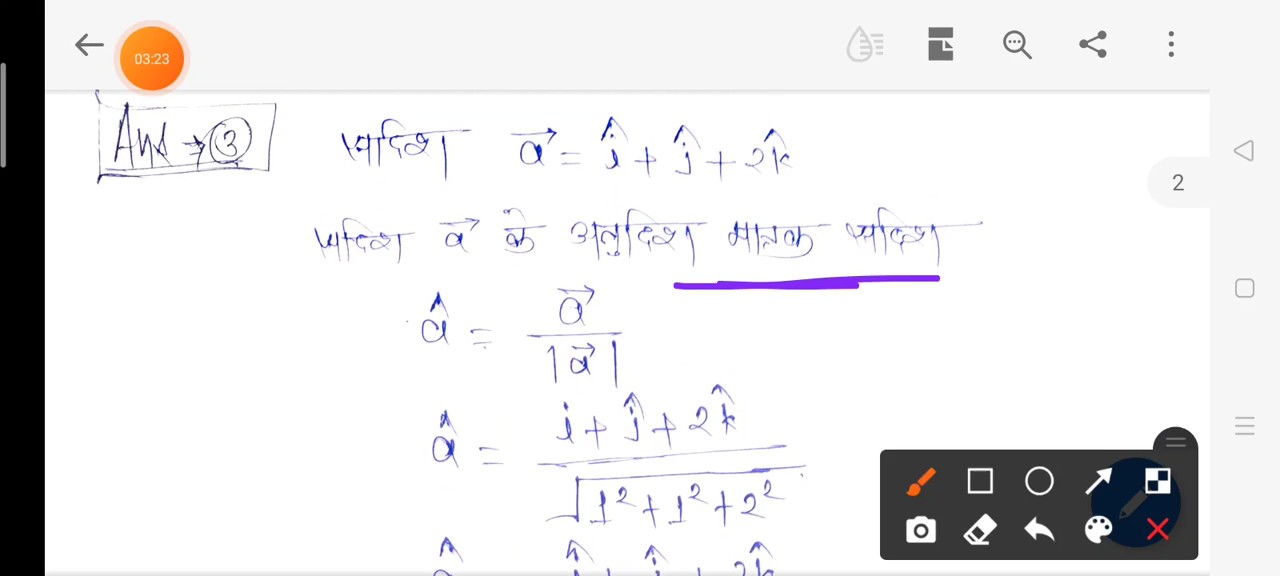 03:23
2
Ans → ③ सदिश a⃗ = î + ĵ + 2k̂
सदिश a⃗ के अनुदिश मात्रक सदिश
â = a⃗ / |a⃗|
â = i + ĵ + 2k̂ / √1² + 1² + 2²